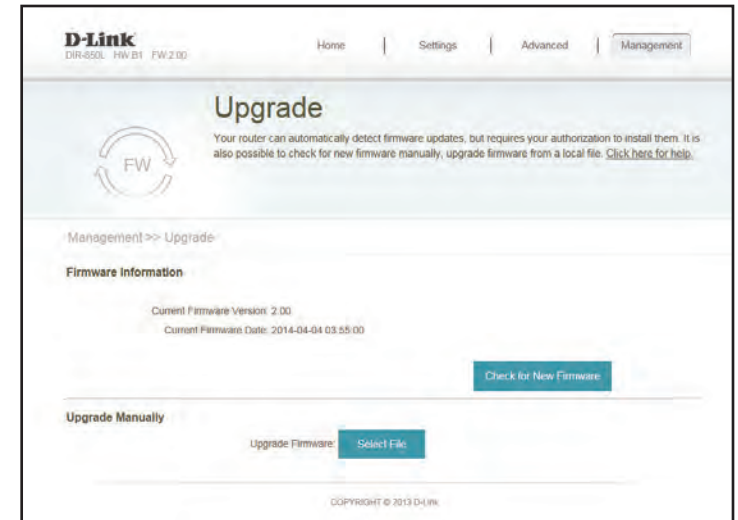 D-Link
DIR-850L HW:B1 FW:2.00
Home | Settings | Advanced | Management
Upgrade
Your router can automatically detect firmware updates, but requires your authorization to install them. It is
also possible to check for new firmware manually, upgrade firmware from a local file. Click here for help.
FW
Management >> Upgrade
Firmware Information
Current Firmware Version: 2.00
Current Firmware Date: 2014-04-04 03:55:00
Check for New Firmware
Upgrade Manually
Upgrade Firmware: Select File
COPYRIGHT © 2013 D-Link